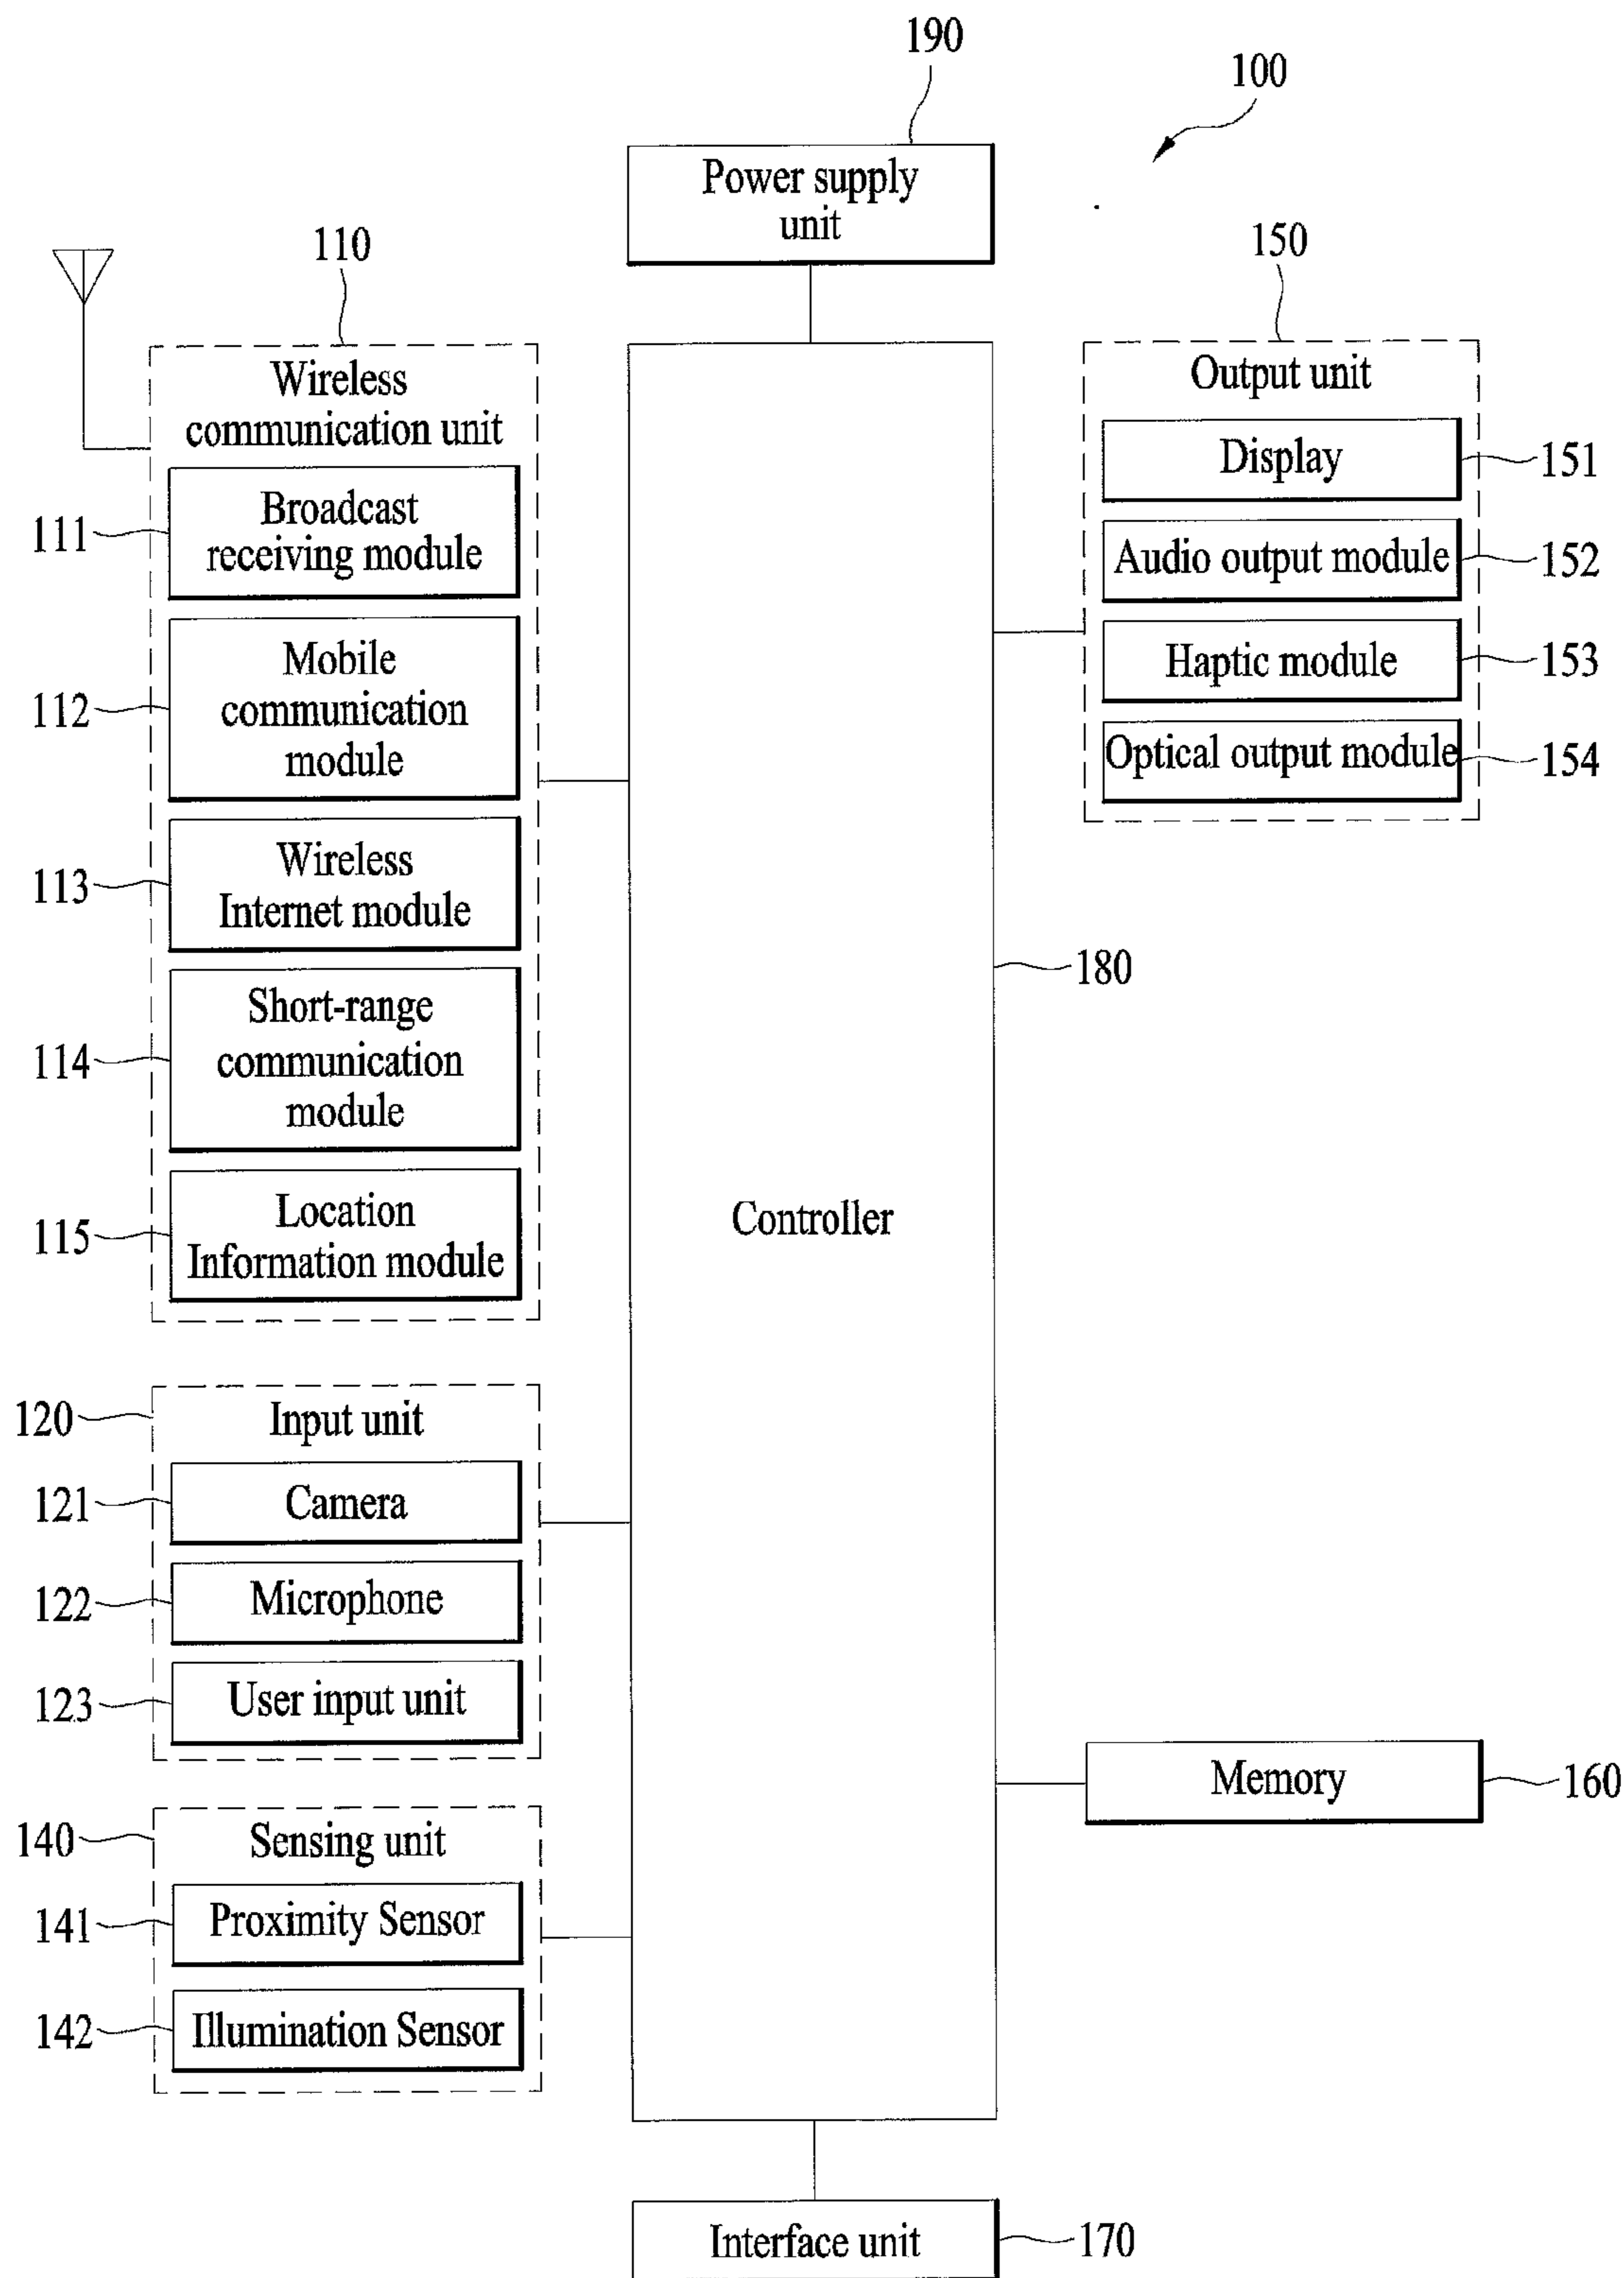 190
100
Power supply
unit
110
150
Wireless
communication unit
Broadcast
receiving module
111
Mobile
communication
module
112
Wireless
Internet module
113
Short-range
communication
module
114
Location
Information module
115
Output unit
Display
151
Audio output module
152
Haptic module
153
Optical output module
154
Controller
180
120
Input unit
121
Camera
122
Microphone
123
User input unit
140
Sensing unit
141
Proximity Sensor
142
Illumination Sensor
Memory
160
Interface unit
170